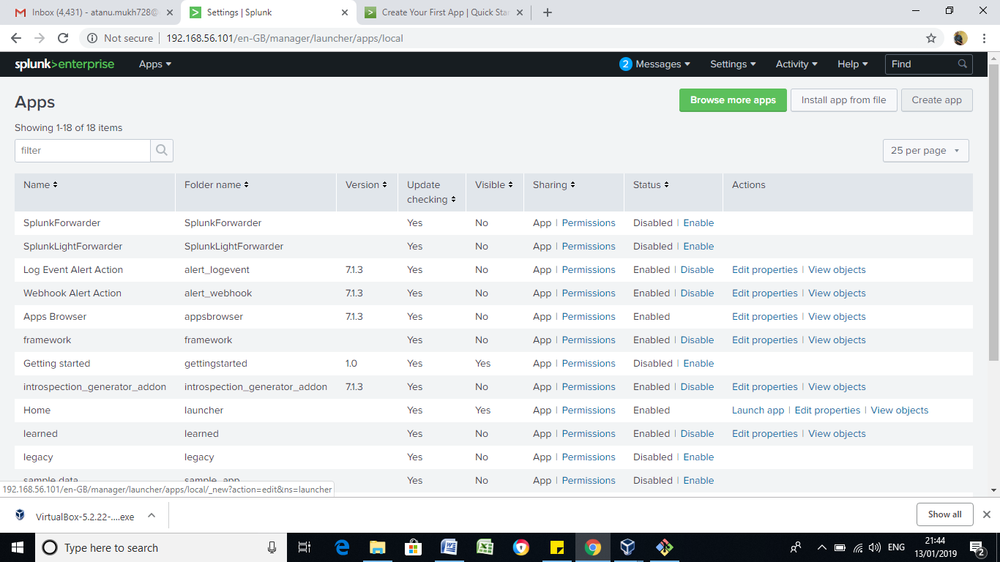 Inbox (4,431) - atanu.mukh728@
Settings | Splunk
Create Your First App | Quick Sta
Not secure | 192.168.56.101/en-GB/manager/launcher/apps/local
splunk>enterprise Apps 2 Messages Settings Activity Help Find
Apps
Browse more apps Install app from file Create app
Showing 1-18 of 18 items
filter 25 per page
Name Folder name Version Update checking Visible Sharing Status Actions
SplunkForwarder SplunkForwarder Yes No App | Permissions Disabled | Enable
SplunkLightForwarder SplunkLightForwarder Yes No App | Permissions Disabled | Enable
Log Event Alert Action alert_logevent 7.1.3 Yes No App | Permissions Enabled | Disable Edit properties | View objects
Webhook Alert Action alert_webhook 7.1.3 Yes No App | Permissions Enabled | Disable Edit properties | View objects
Apps Browser appsbrowser 7.1.3 Yes No App | Permissions Enabled Edit properties | View objects
framework framework Yes No App | Permissions Enabled | Disable Edit properties | View objects
Getting started gettingstarted 1.0 Yes Yes App | Permissions Disabled | Enable
introspection_generator_addon introspection_generator_addon 7.1.3 Yes No App | Permissions Enabled | Disable Edit properties | View objects
Home launcher Yes Yes App | Permissions Enabled Launch app | Edit properties | View objects
learned learned Yes No App | Permissions Enabled | Disable Edit properties | View objects
legacy legacy Yes No App | Permissions Disabled | Enable
sample data sample_app Yes No App | Permissions Disabled | Enable
192.168.56.101/en-GB/manager/launcher/apps/local/_new?action=edit&ns=launcher
VirtualBox-5.2.22-....exe Show all
Type here to search ENG 21:44
13/01/2019 2